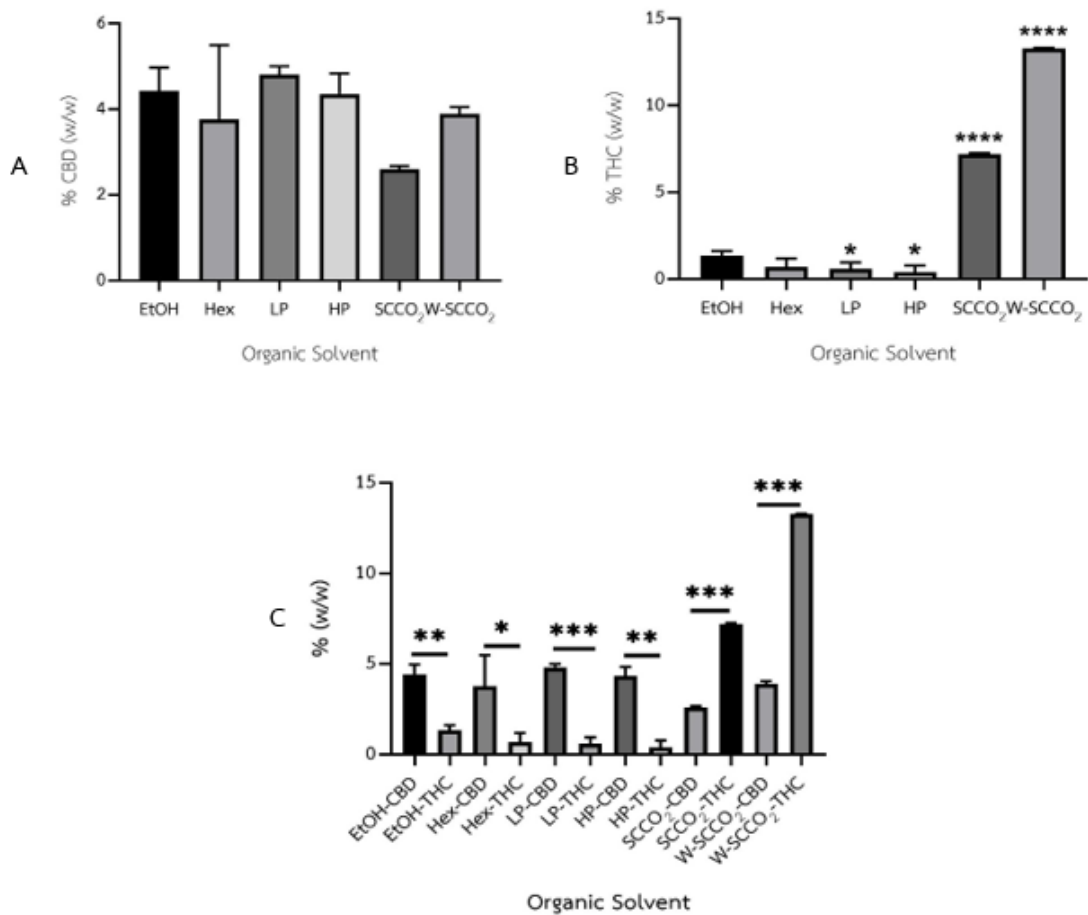 A
% CBD (w/w)
6
4
2
0
EtOH Hex LP HP SCCO₂ W-SCCO₂
Organic Solvent
B
% THC (w/w)
15
10
5
0
* * **** ****
EtOH Hex LP HP SCCO₂ W-SCCO₂
Organic Solvent
C
% (w/w)
15
10
5
0
** * *** ** *** ***
EtOH-CBD
EtOH-THC
Hex-CBD
Hex-THC
LP-CBD
LP-THC
HP-CBD
HP-THC
SCCO₂-CBD
SCCO₂-THC
W-SCCO₂-CBD
W-SCCO₂-THC
Organic Solvent